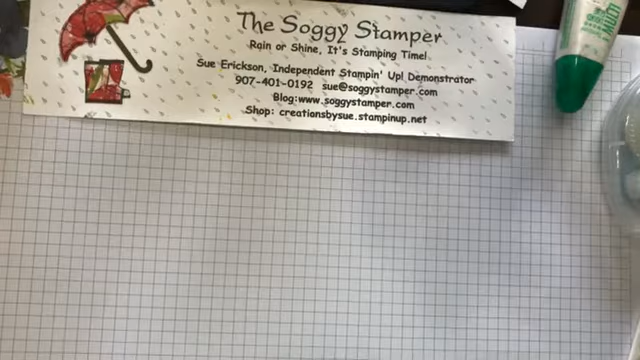 The Soggy Stamper
Rain or Shine, It's Stamping Time!
Sue Erickson, Independent Stampin' Up! Demonstrator
907-401-0192 sue@soggystamper.com
Blog:www.soggystamper.com
Shop: creationsbysue.stampinup.net
MULTI